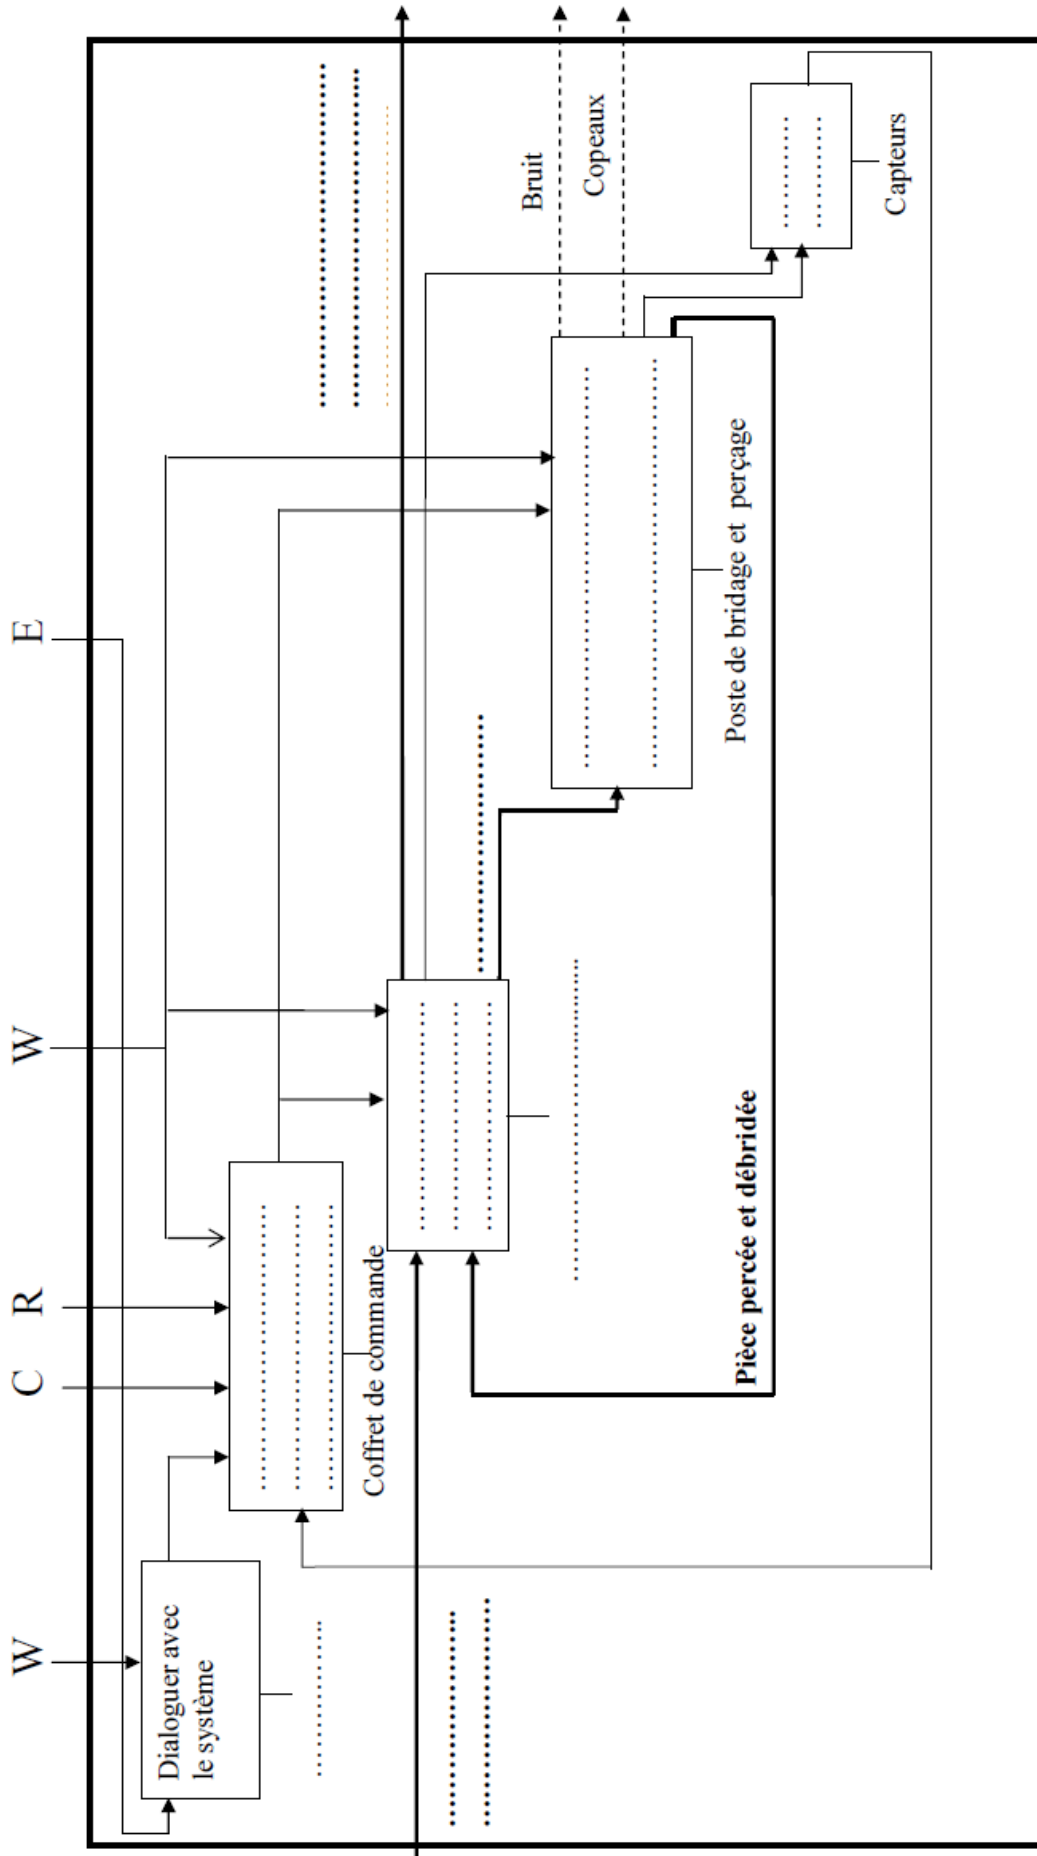 W
C
R
W
E
Dialoguer avec
le système
Coffret de commande
Bruit
Copeaux
Capteurs
Poste de bridage et perçage
Pièce percée et débridée